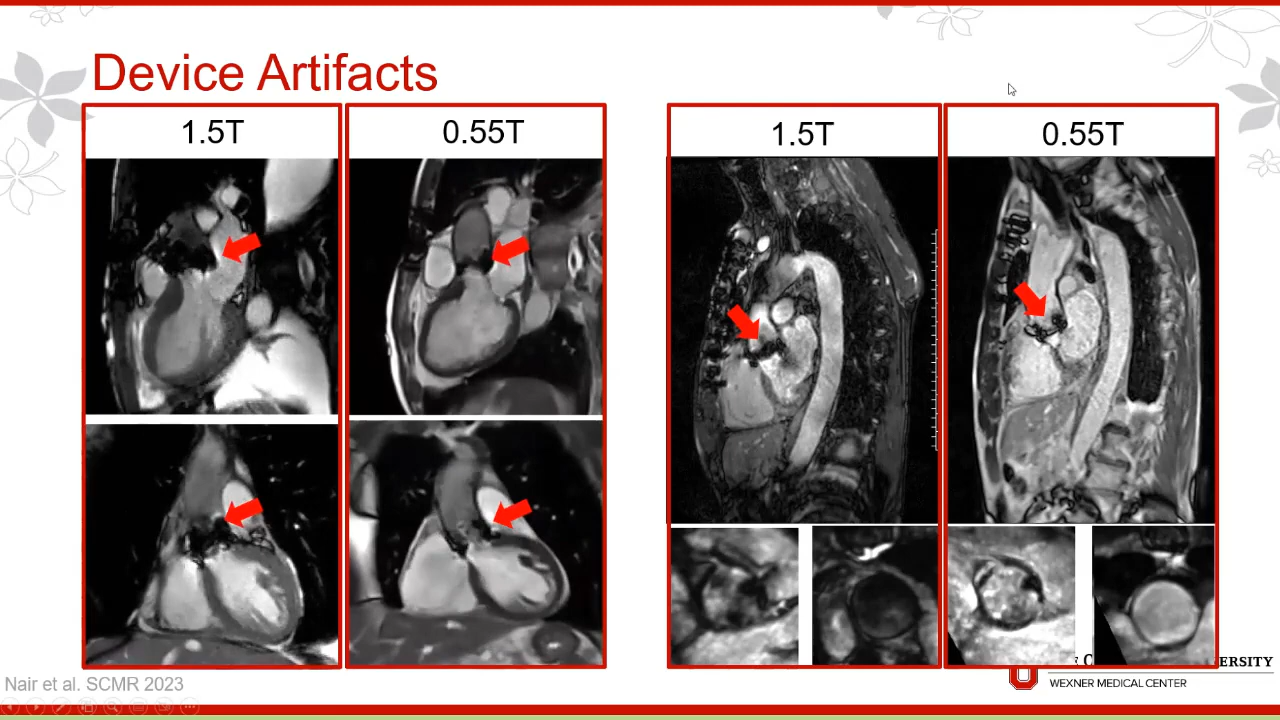 Device Artifacts
1.5T
0.55T
1.5T
0.55T
Nair et al. SCMR 2023
WEXNER MEDICAL CENTER